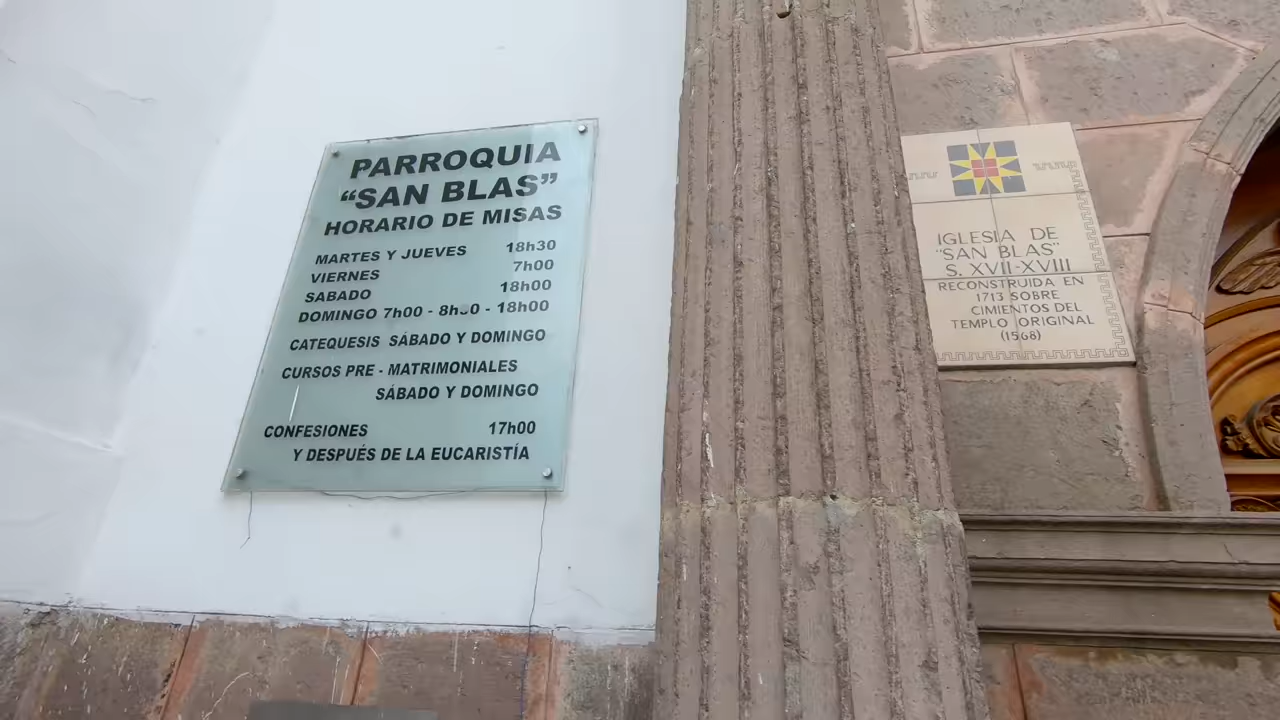 PARROQUIA
“SAN BLAS”
HORARIO DE MISAS
MARTES Y JUEVES 18h30
VIERNES 7h00
SABADO 18h00
DOMINGO 7h00 - 8h30 - 18h00
CATEQUESIS SÁBADO Y DOMINGO
CURSOS PRE - MATRIMONIALES
SÁBADO Y DOMINGO
CONFESIONES 17h00
Y DESPUÉS DE LA EUCARISTÍA
IGLESIA DE
“SAN BLAS”
S. XVII-XVIII
RECONSTRUIDA EN
1713 SOBRE
CIMIENTOS DEL
TEMPLO ORIGINAL
(1568)